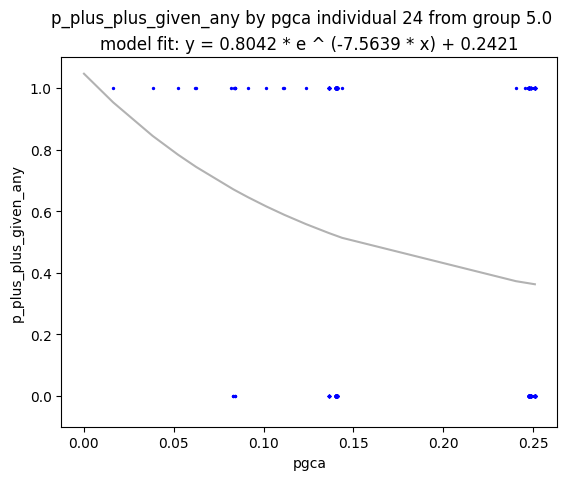 p_plus_plus_given_any by pgca individual 24 from group 5.0
model fit: y = 0.8042 * e ^ (-7.5639 * x) + 0.2421
1.0
0.8
0.6
0.4
0.2
0.0
p_plus_plus_given_any
0.00 0.05 0.10 0.15 0.20 0.25
pgca